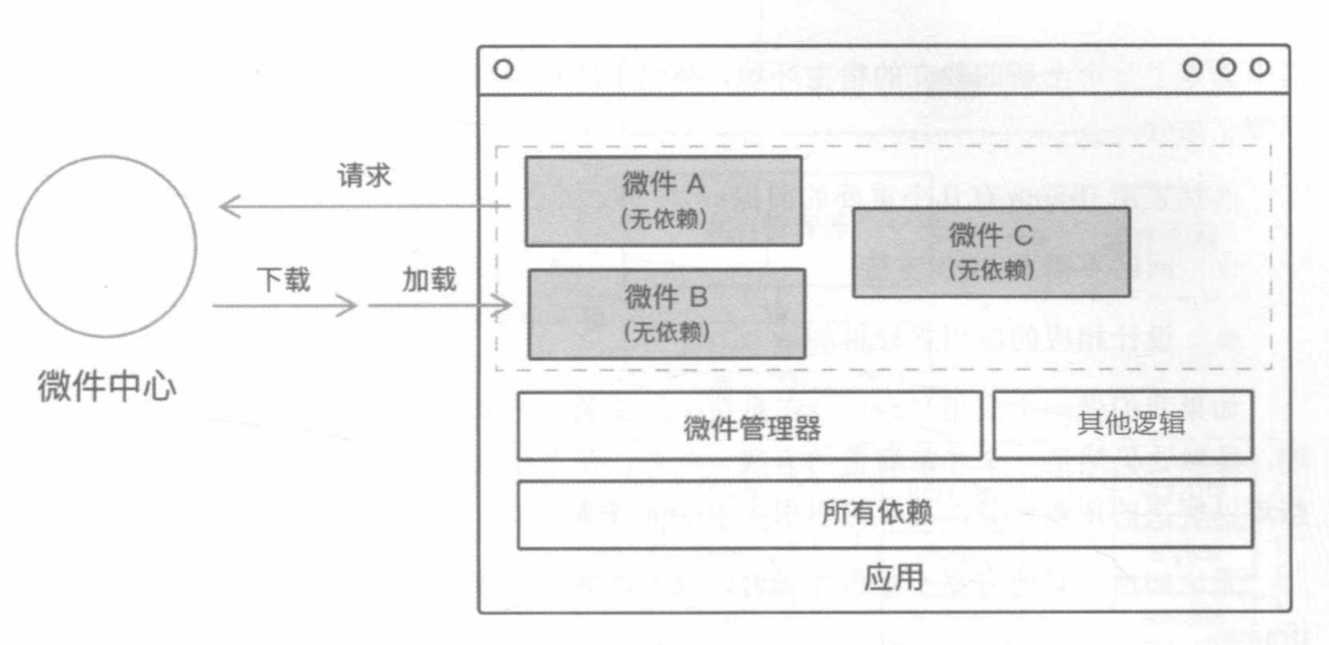 请求
下载
加载
微件中心
微件 A
(无依赖)
微件 B
(无依赖)
微件 C
(无依赖)
微件管理器
其他逻辑
所有依赖
应用